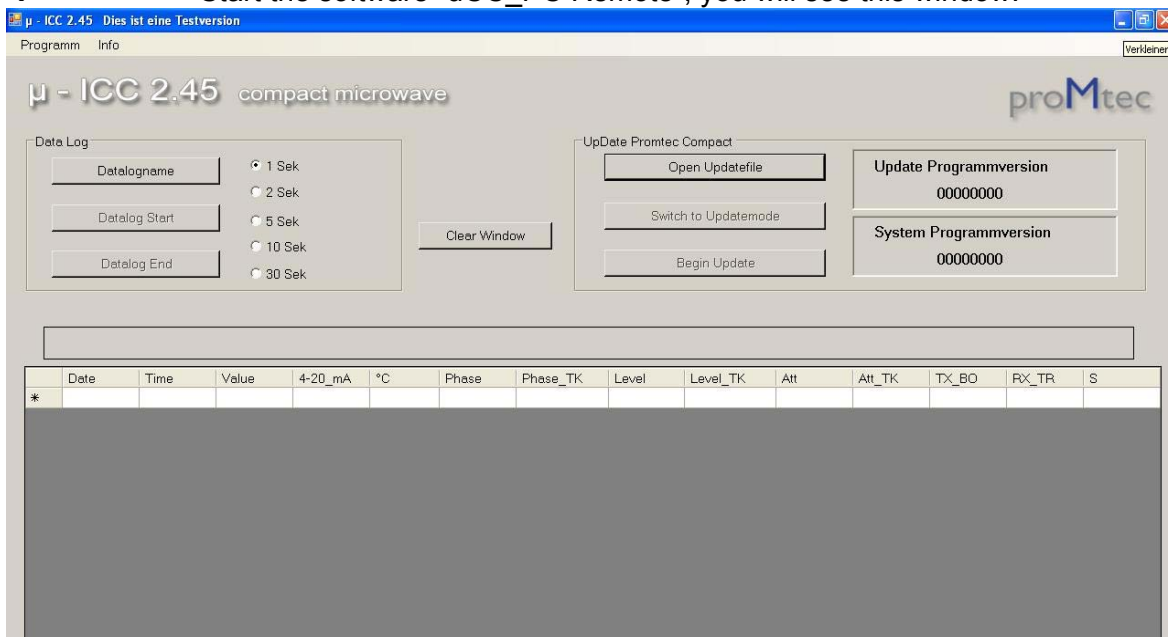 Start the software "uCC_PC Remote", you will see this window:
µ - ICC 2.45 Dies ist eine Testversion
Programm Info
Verkleiner
µ - ICC 2.45 compact microwave
proMtec
Data Log
Datalogname
1 Sek
2 Sek
Datalog Start
5 Sek
10 Sek
Datalog End
30 Sek
Clear Window
UpDate Promtec Compact
Open Updatefile
Switch to Updatemode
Begin Update
Update Programmversion
00000000
System Programmversion
00000000
Date Time Value 4-20_mA °C Phase Phase_TK Level Level_TK Att Att_TK TX_BO RX_TR S
*